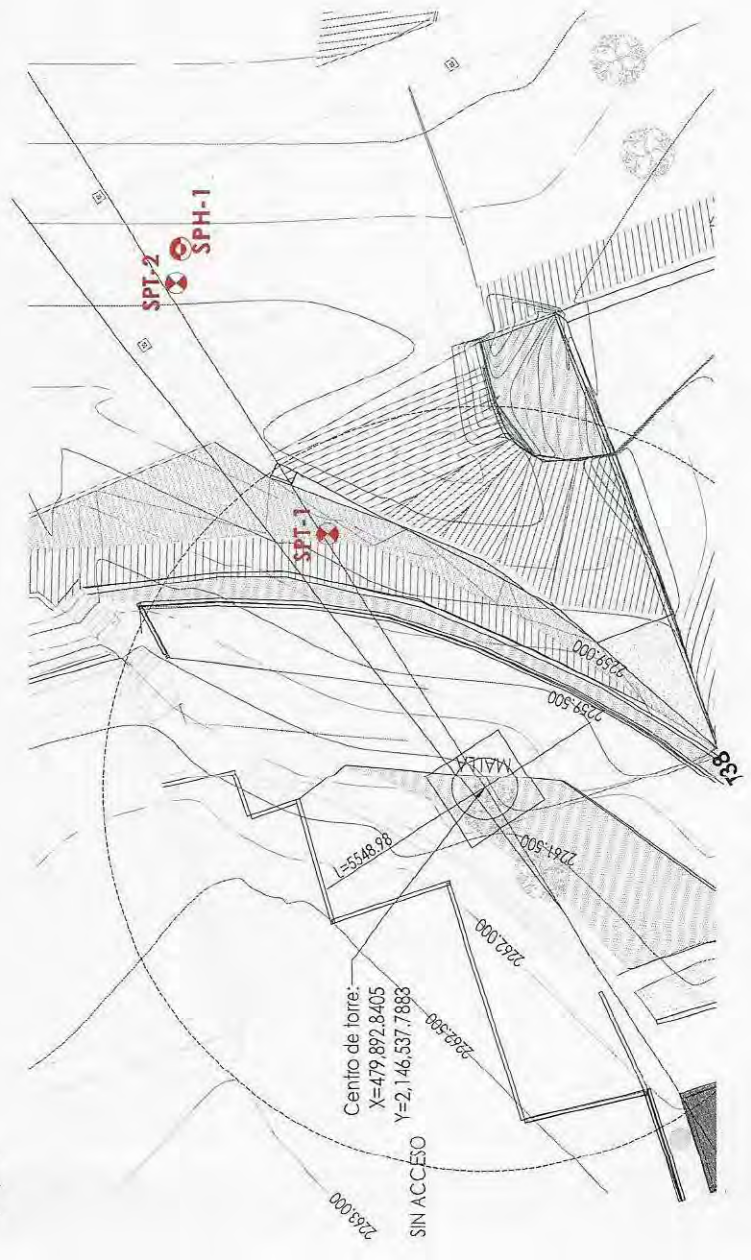 SPT-2
SPH-1
SPT-1
2259.000
2259.500
738
MALLA
L=5548.98
2261.500
2262.000
2262.500
Centro de torre:
X=479,892.8405
Y=2,146,537.7883
SIN ACCESO
2263.000